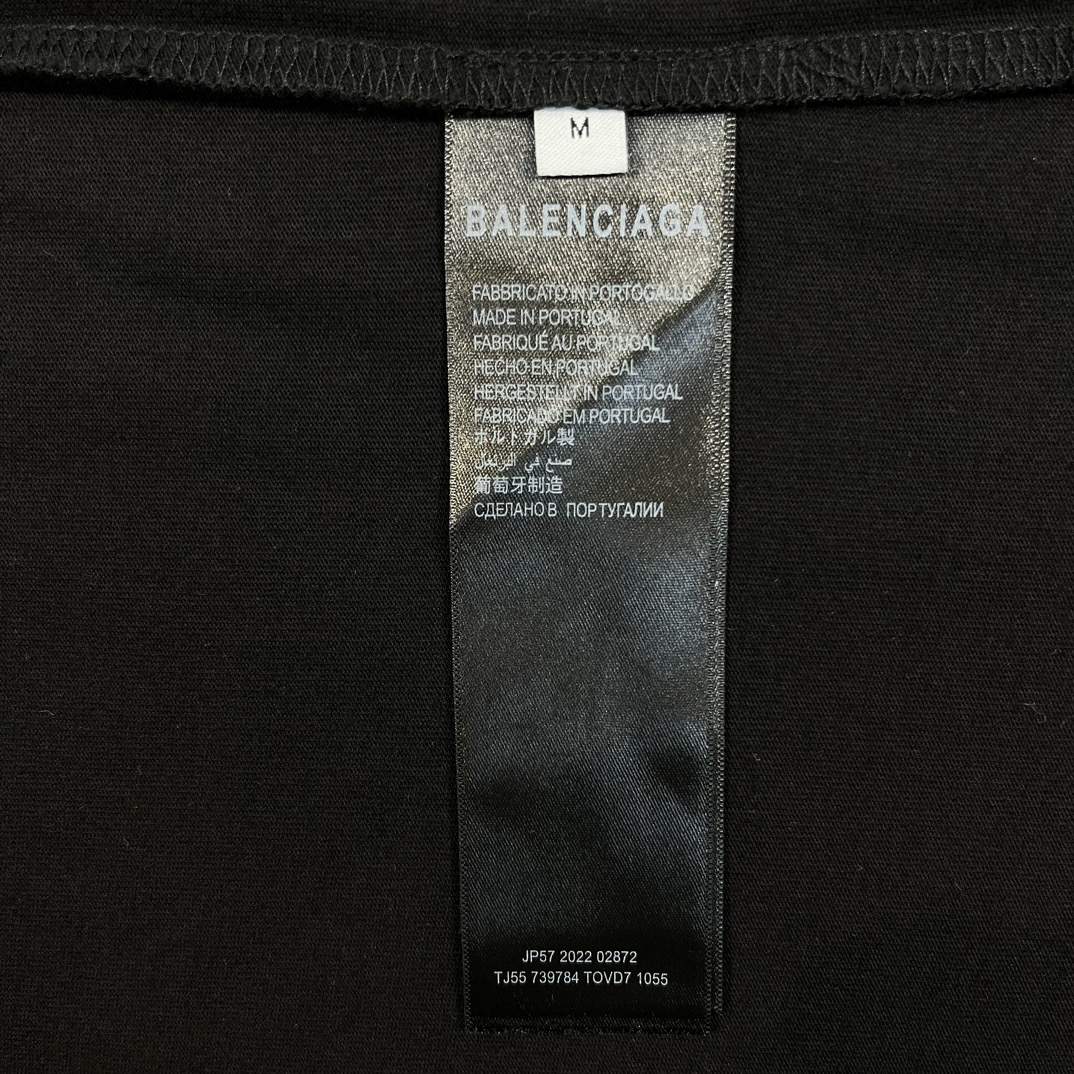 M
BALENCIAGA
FABBRICATO IN PORTOGALLO
MADE IN PORTUGAL
FABRIQUÉ AU PORTUGAL
HECHO EN PORTUGAL
HERGESTELLT IN PORTUGAL
FABRICADO EM PORTUGAL
ポルトガル製
صنع في البرتغال
葡萄牙制造
СДЕЛАНО В ПОРТУГАЛИИ
JP57 2022 02872
TJ55 739784 TOVD7 1055